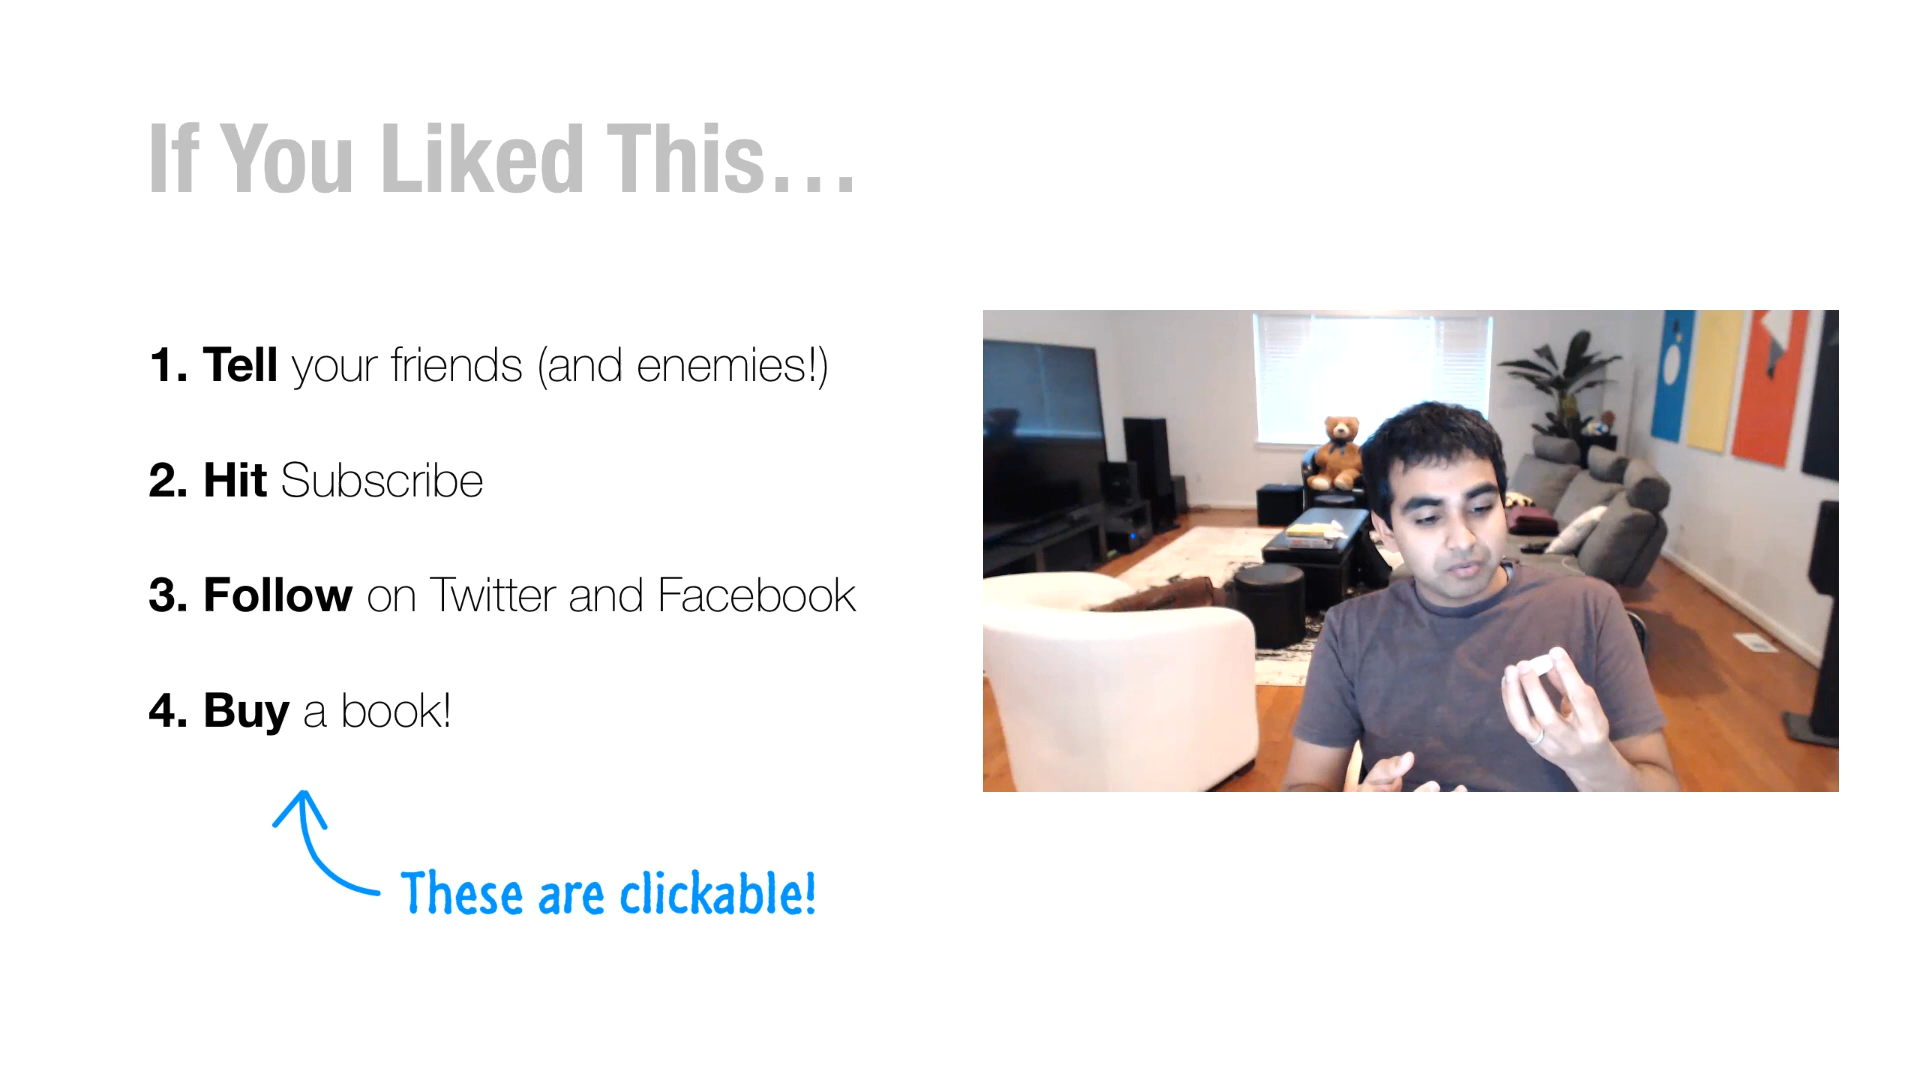 If You Liked This...
1. Tell your friends (and enemies!)
2. Hit Subscribe
3. Follow on Twitter and Facebook
4. Buy a book!
These are clickable!